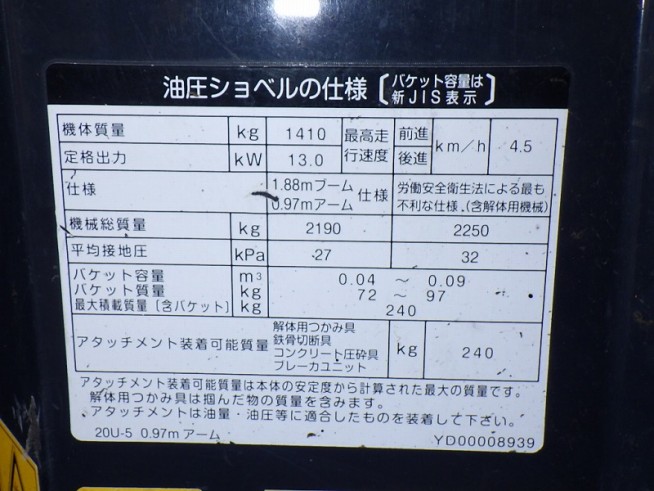 油圧ショベルの仕様〔バケット容量は新JIS表示〕
機体質量 kg 1410 最高走行速度 前進 後進 km/h 4.5
定格出力 kW 13.0
仕様 1.88mブーム 0.97mアーム 仕様 労働安全衛生法による最も不利な仕様.(含解体用機械)
機械総質量 kg 2190 2250
平均接地圧 kPa 27 32
バケット容量 m³ 0.04 ～ 0.09
バケット質量 kg 72 ～ 97
最大積載質量〔含バケット〕 kg 240
アタッチメント装着可能質量 解体用つかみ具 鉄骨切断具 コンクリート圧砕具 ブレーカユニット kg 240
アタッチメント装着可能質量は本体の安定度から計算された最大の質量です。
解体用つかみ具は掴んだ物の質量を含みます。
アタッチメントは油量・油圧等に適合したものを装着して下さい。
20U-5 0.97mアーム YD00008939